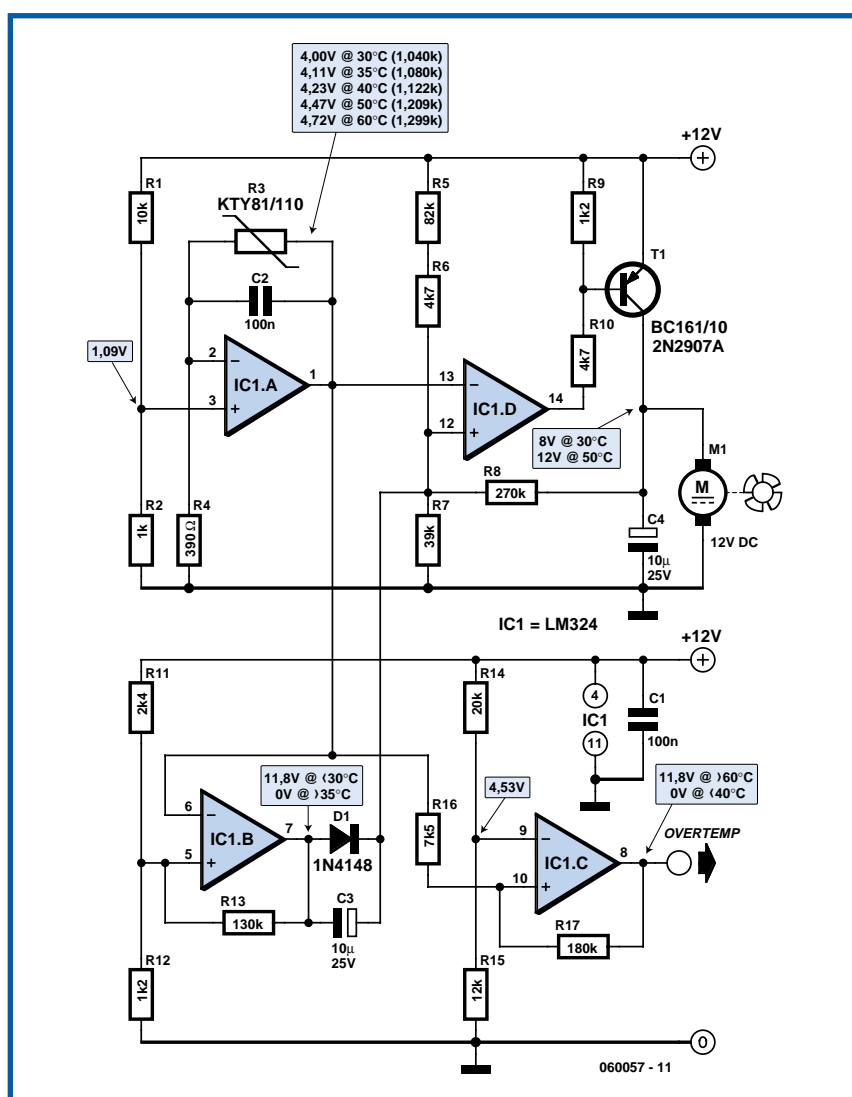 4,00V @ 30°C (1,040k)
4,11V @ 35°C (1,080k)
4,23V @ 40°C (1,122k)
4,47V @ 50°C (1,209k)
4,72V @ 60°C (1,299k)
+12V
R1
10k
R3
KTY81/110
C2
100n
R5
82k
R6
4k7
R9
1k2
T1
BC161/10
2N2907A
R10
4k7
1,09V
2
3
1
IC1.A
13
12
14
IC1.D
8V @ 30°C
12V @ 50°C
M1
M
12V DC
R2
1k
R4
390Ω
R8
270k
R7
39k
C4
10µ
25V
IC1 = LM324
+12V
R11
2k4
R14
20k
4
IC1
11
C1
100n
11,8V @ <30°C
0V @ >35°C
6
5
7
IC1.B
D1
1N4148
R16
7k5
4,53V
9
10
8
IC1.C
11,8V @ >60°C
0V @ <40°C
OVERTEMP
R13
130k
C3
10µ
25V
R17
180k
R12
1k2
R15
12k
0
060057 - 11